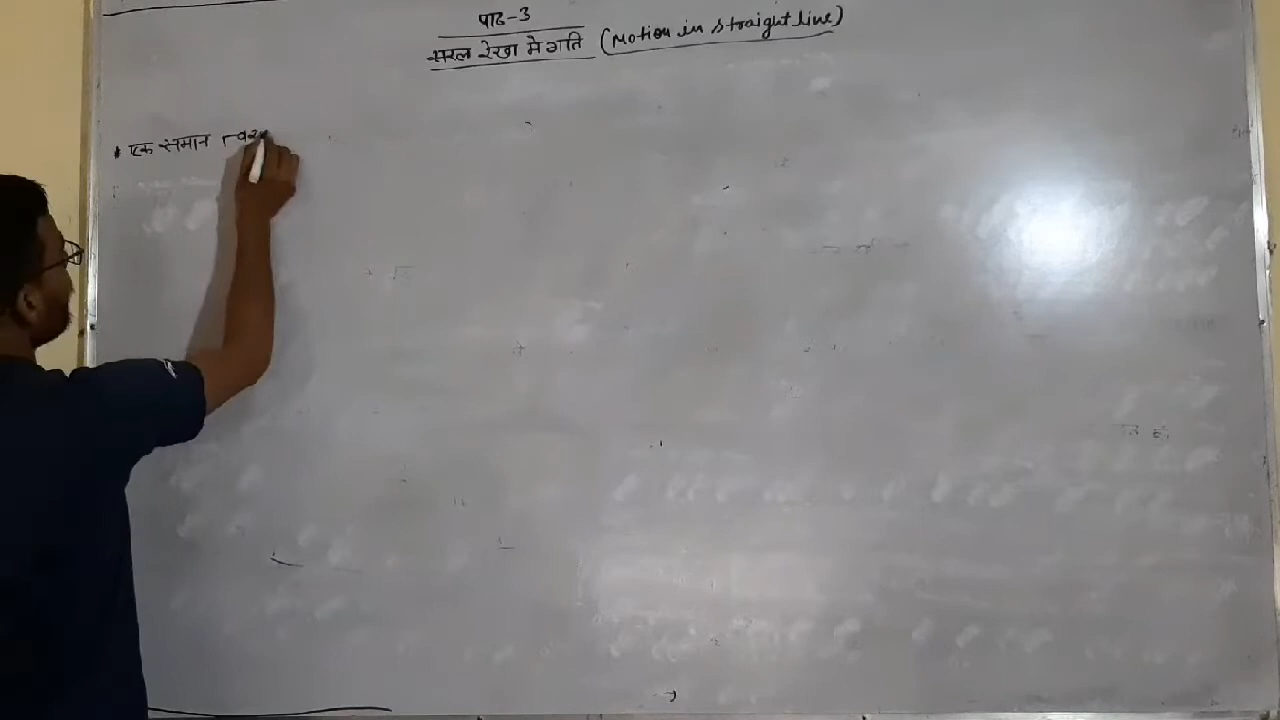 पाठ-3
सरल रेखा मे गति (Motion in straight line)
एक समान त्वर